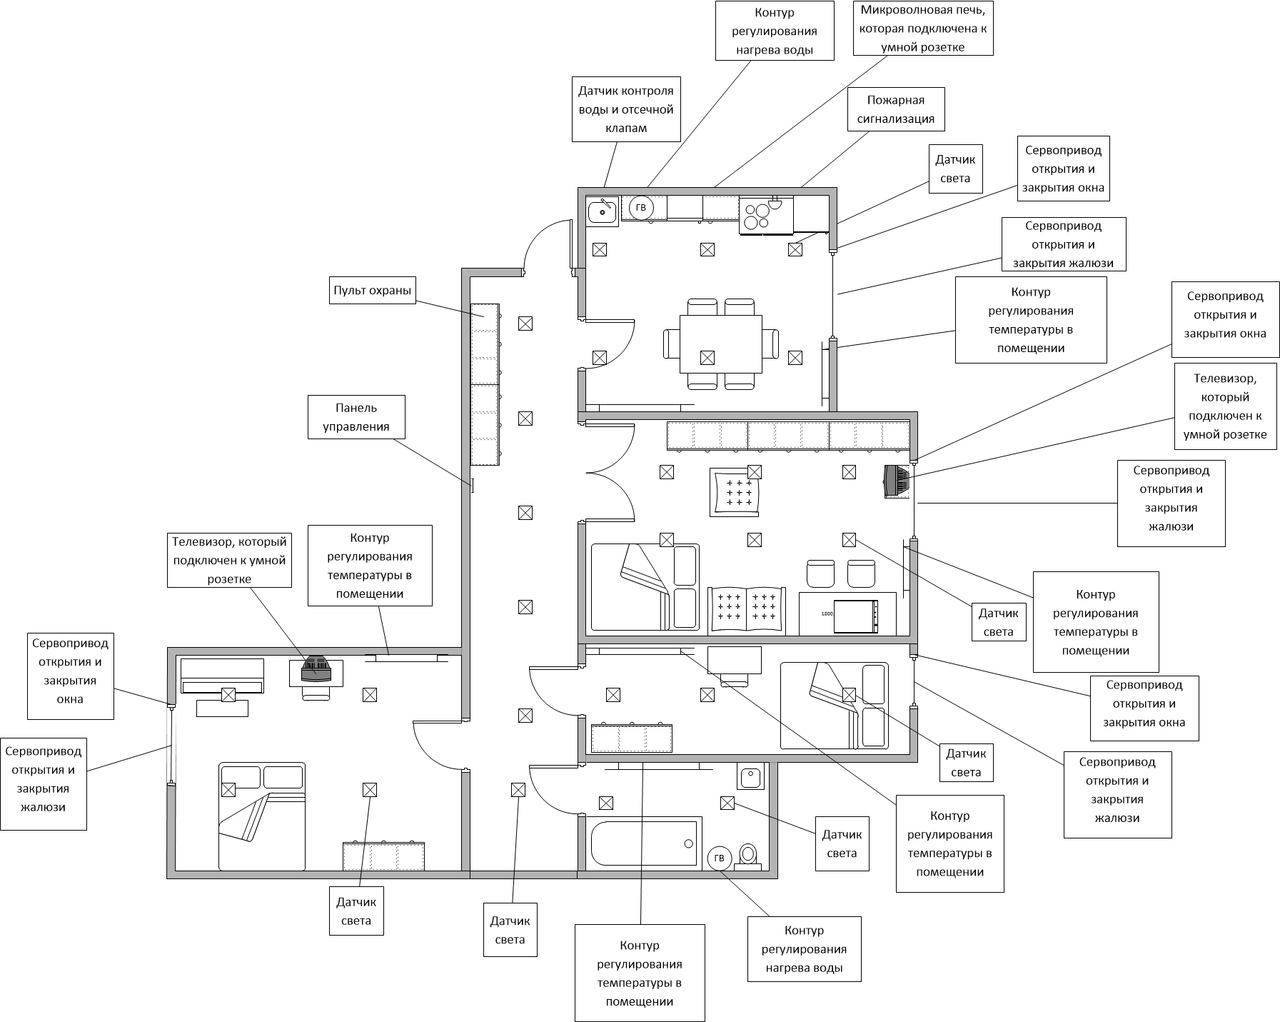 Контур
регулирования
нагрева воды
Микроволновая печь,
которая подключена к
умной розетке
Датчик контроля
воды и отсечной
клапам
Пожарная
сигнализация
Датчик
света
Сервопривод
открытия и
закрытия окна
Сервопривод
открытия и
закрытия жалюзи
Контур
регулирования
температуры в
помещении
Сервопривод
открытия и
закрытия окна
Телевизор,
который
подключен к
умной розетке
Сервопривод
открытия и
закрытия
жалюзи
ГВ
Пульт охраны
Панель
управления
Телевизор, который
подключен к умной
розетке
Контур
регулирования
температуры в
помещении
Датчик
света
Контур
регулирования
температуры в
помещении
Сервопривод
открытия и
закрытия
окна
Сервопривод
открытия и
закрытия окна
Сервопривод
открытия и
закрытия
жалюзи
Датчик
света
Сервопривод
открытия и
закрытия
жалюзи
Контур
регулирования
температуры в
помещении
Датчик
света
ГВ
Датчик
света
Датчик
света
Контур
регулирования
температуры в
помещении
Контур
регулирования
нагрева воды